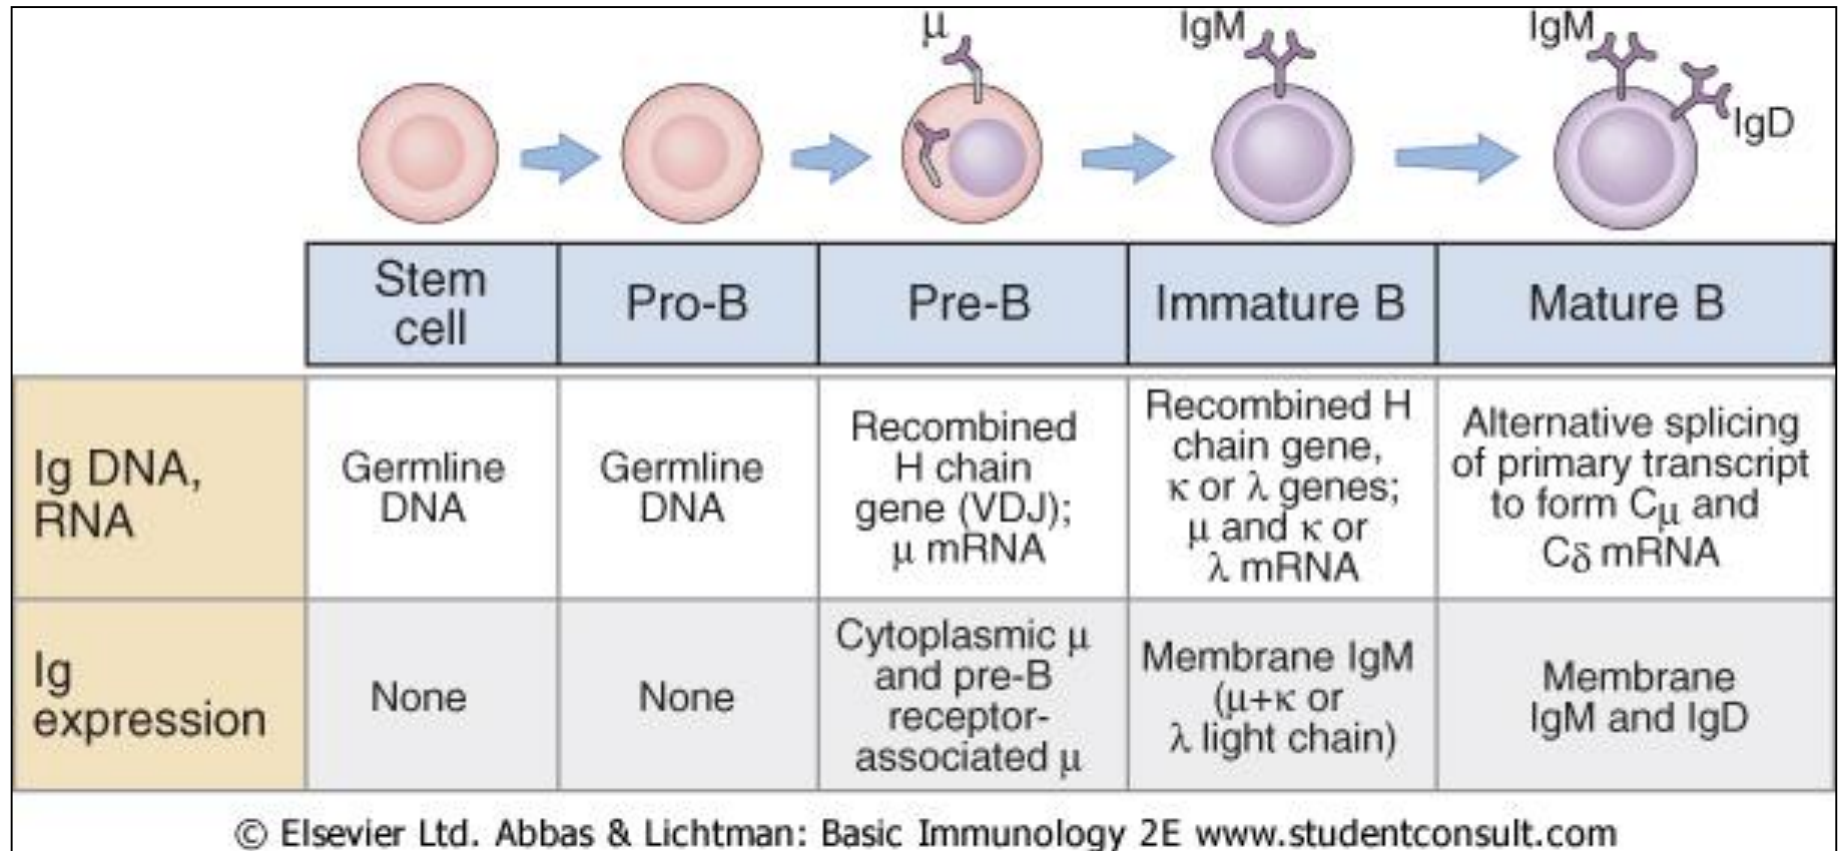 μ
IgM
IgM
IgD
Stem
cell
Pro-B
Pre-B
Immature B
Mature B
Ig DNA,
RNA
Germline
DNA
Germline
DNA
Recombined
H chain
gene (VDJ);
μ mRNA
Recombined H
chain gene,
κ or λ genes;
μ and κ or
λ mRNA
Alternative splicing
of primary transcript
to form Cμ and
Cδ mRNA
Ig
expression
None
None
Cytoplasmic μ
and pre-B
receptor-
associated μ
Membrane IgM
(μ+κ or
λ light chain)
Membrane
IgM and IgD
© Elsevier Ltd. Abbas & Lichtman: Basic Immunology 2E www.studentconsult.com